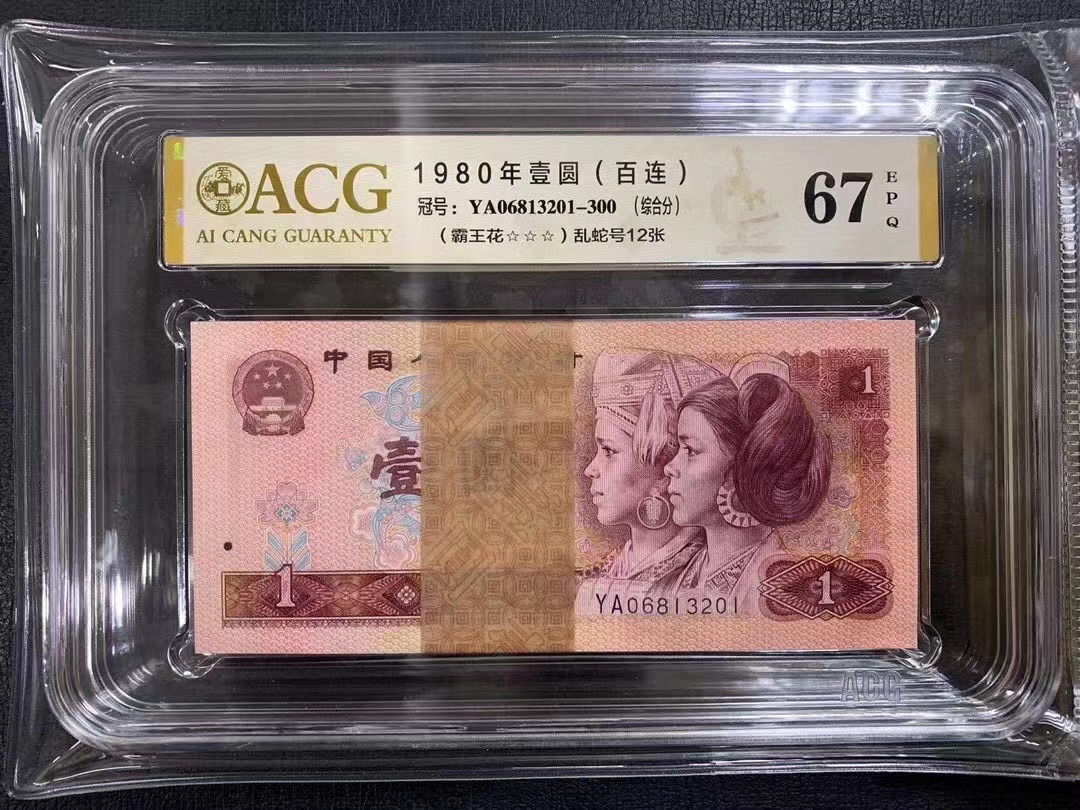 ACG
AI CANG GUARANTY
1980年壹圆（百连）
冠号：YA06813201-300 （综合分）
（霸王花☆☆☆）乱蛇号12张
67
EPQ
中国
壹
1
1
YA06813201
1
ACG